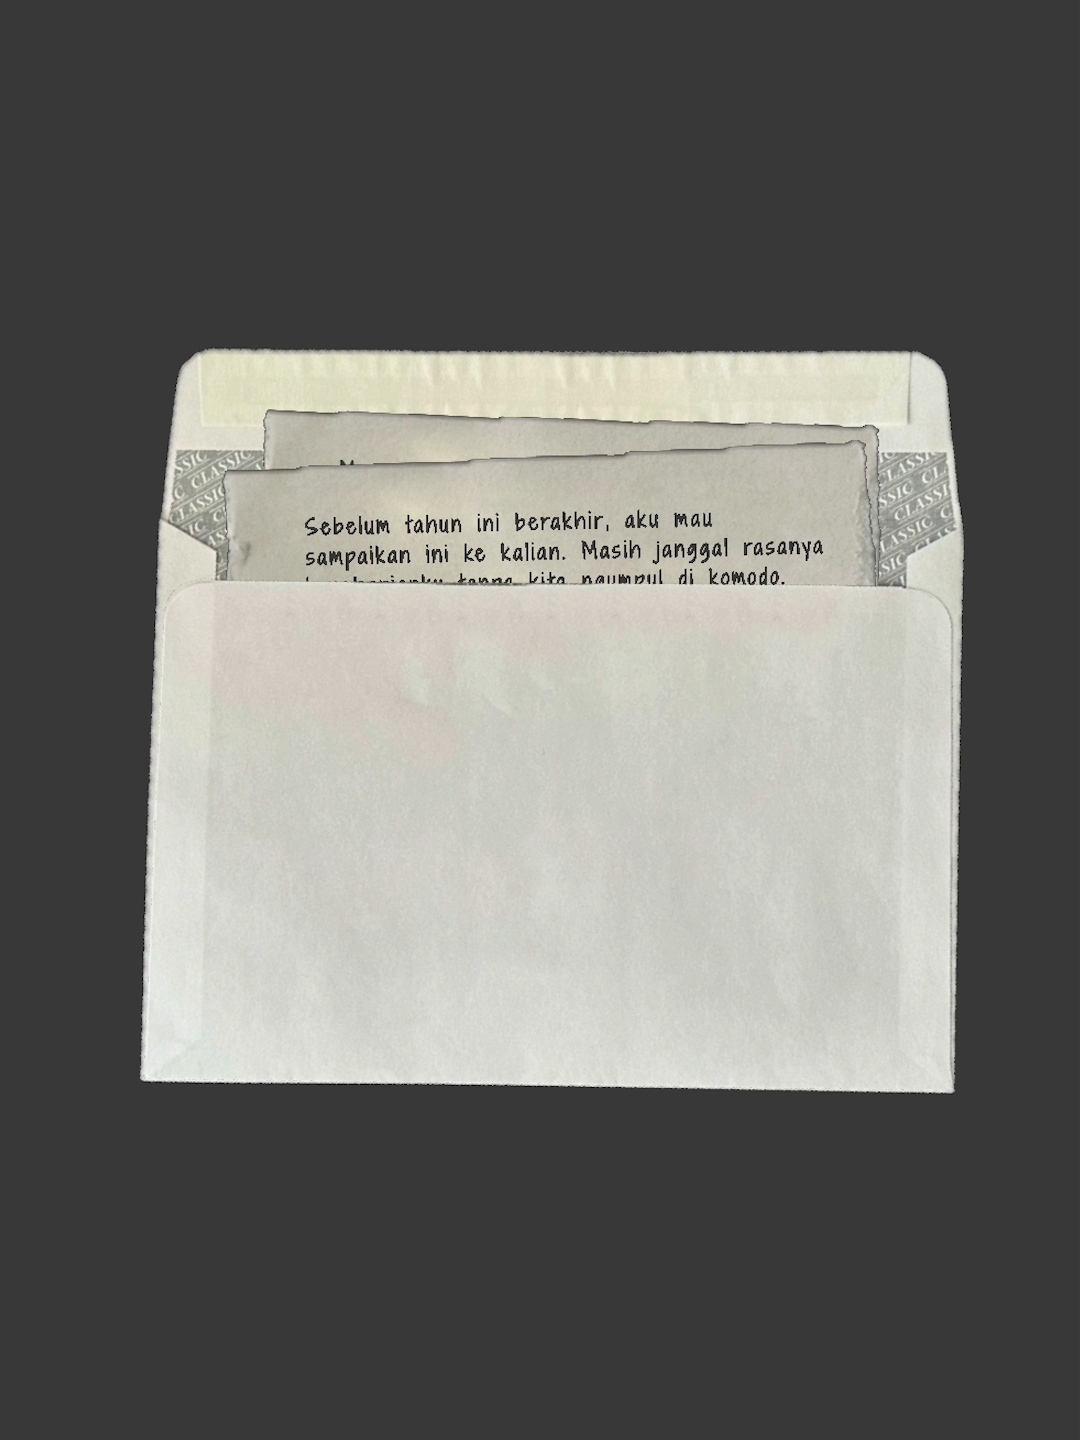 M
Sebelum tahun ini berakhir, aku mau
sampaikan ini ke kalian. Masih janggal rasanya
tanpa kita ngumpul di komodo.
CLASSIC CLASSIC
CLASSIC CLASSIC